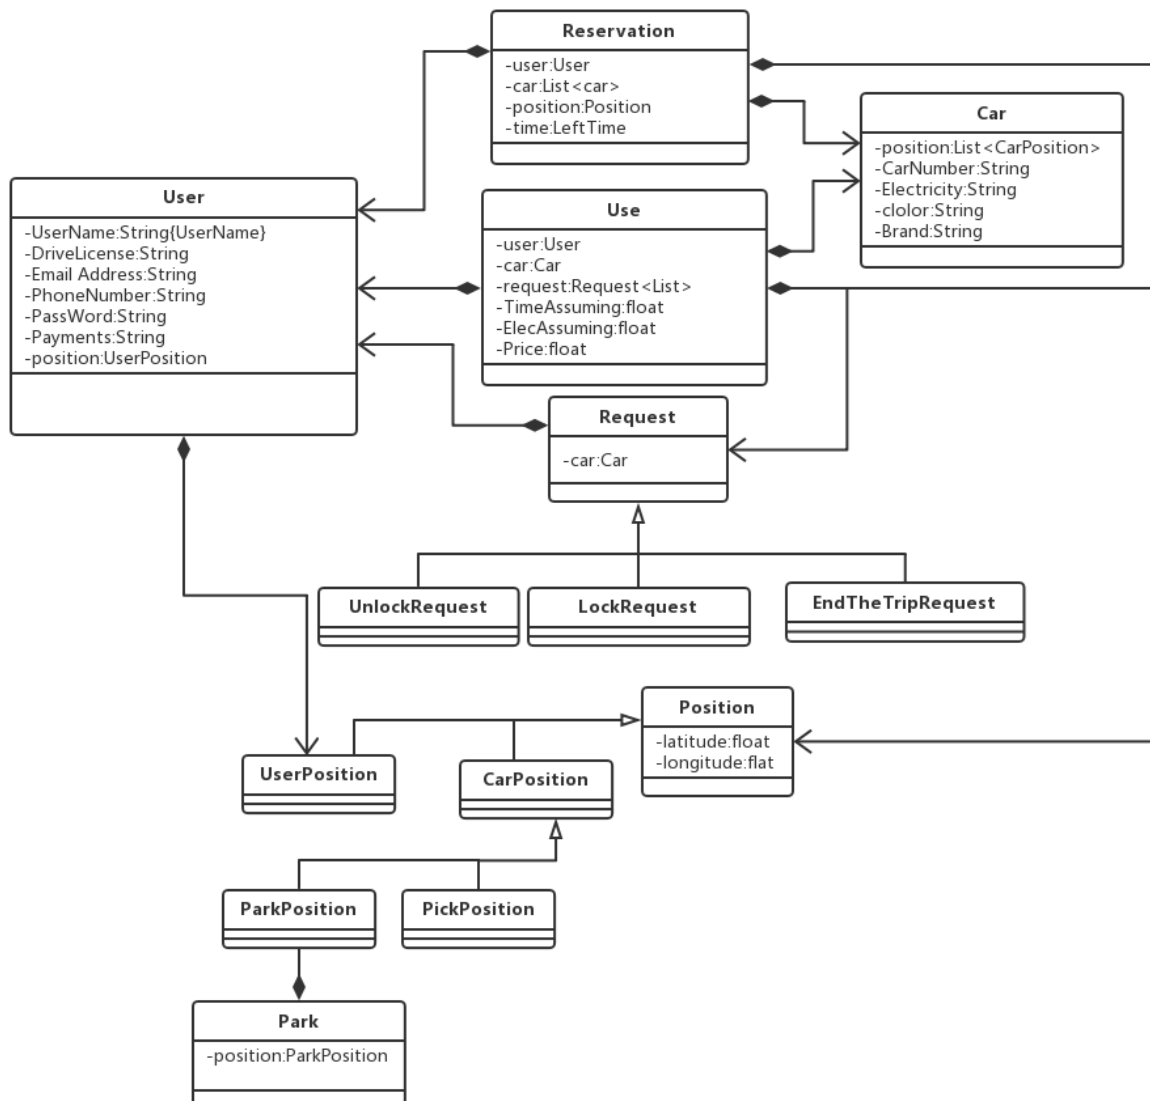 Reservation
-user:User
-car:List<car>
-position:Position
-time:LeftTime
Car
-position:List<CarPosition>
-CarNumber:String
-Electricity:String
-clolor:String
-Brand:String
User
-UserName:String{UserName}
-DriveLicense:String
-Email Address:String
-PhoneNumber:String
-PassWord:String
-Payments:String
-position:UserPosition
Use
-user:User
-car:Car
-request:Request<List>
-TimeAssuming:float
-ElecAssuming:float
-Price:float
Request
-car:Car
UnlockRequest
LockRequest
EndTheTripRequest
Position
-latitude:float
-longitude:flat
UserPosition
CarPosition
ParkPosition
PickPosition
Park
-position:ParkPosition